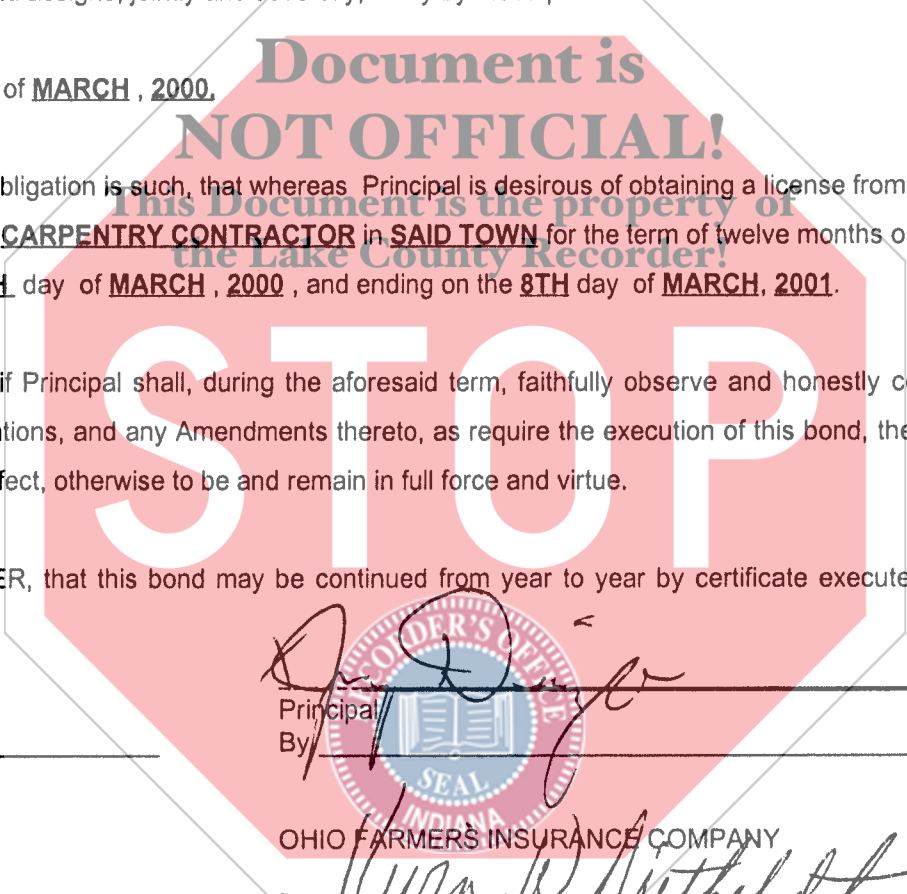 Document is
of MARCH , 2000.
NOT OFFICIAL!
bligation is such, that whereas Principal is desirous of obtaining a license from
This Document is the property of
CARPENTRY CONTRACTOR in SAID TOWN for the term of twelve months o
the Lake County Recorder!
day of MARCH , 2000 , and ending on the 8TH day of MARCH, 2001.
STOP
if Principal shall, during the aforesaid term, faithfully observe and honestly c
tions, and any Amendments thereto, as require the execution of this bond, the
fect, otherwise to be and remain in full force and virtue.
ER, that this bond may be continued from year to year by certificate execute
RECORDER'S OFFICE
Principal
By
SEAL
INDIANA
OHIO FARMERS INSURANCE COMPANY